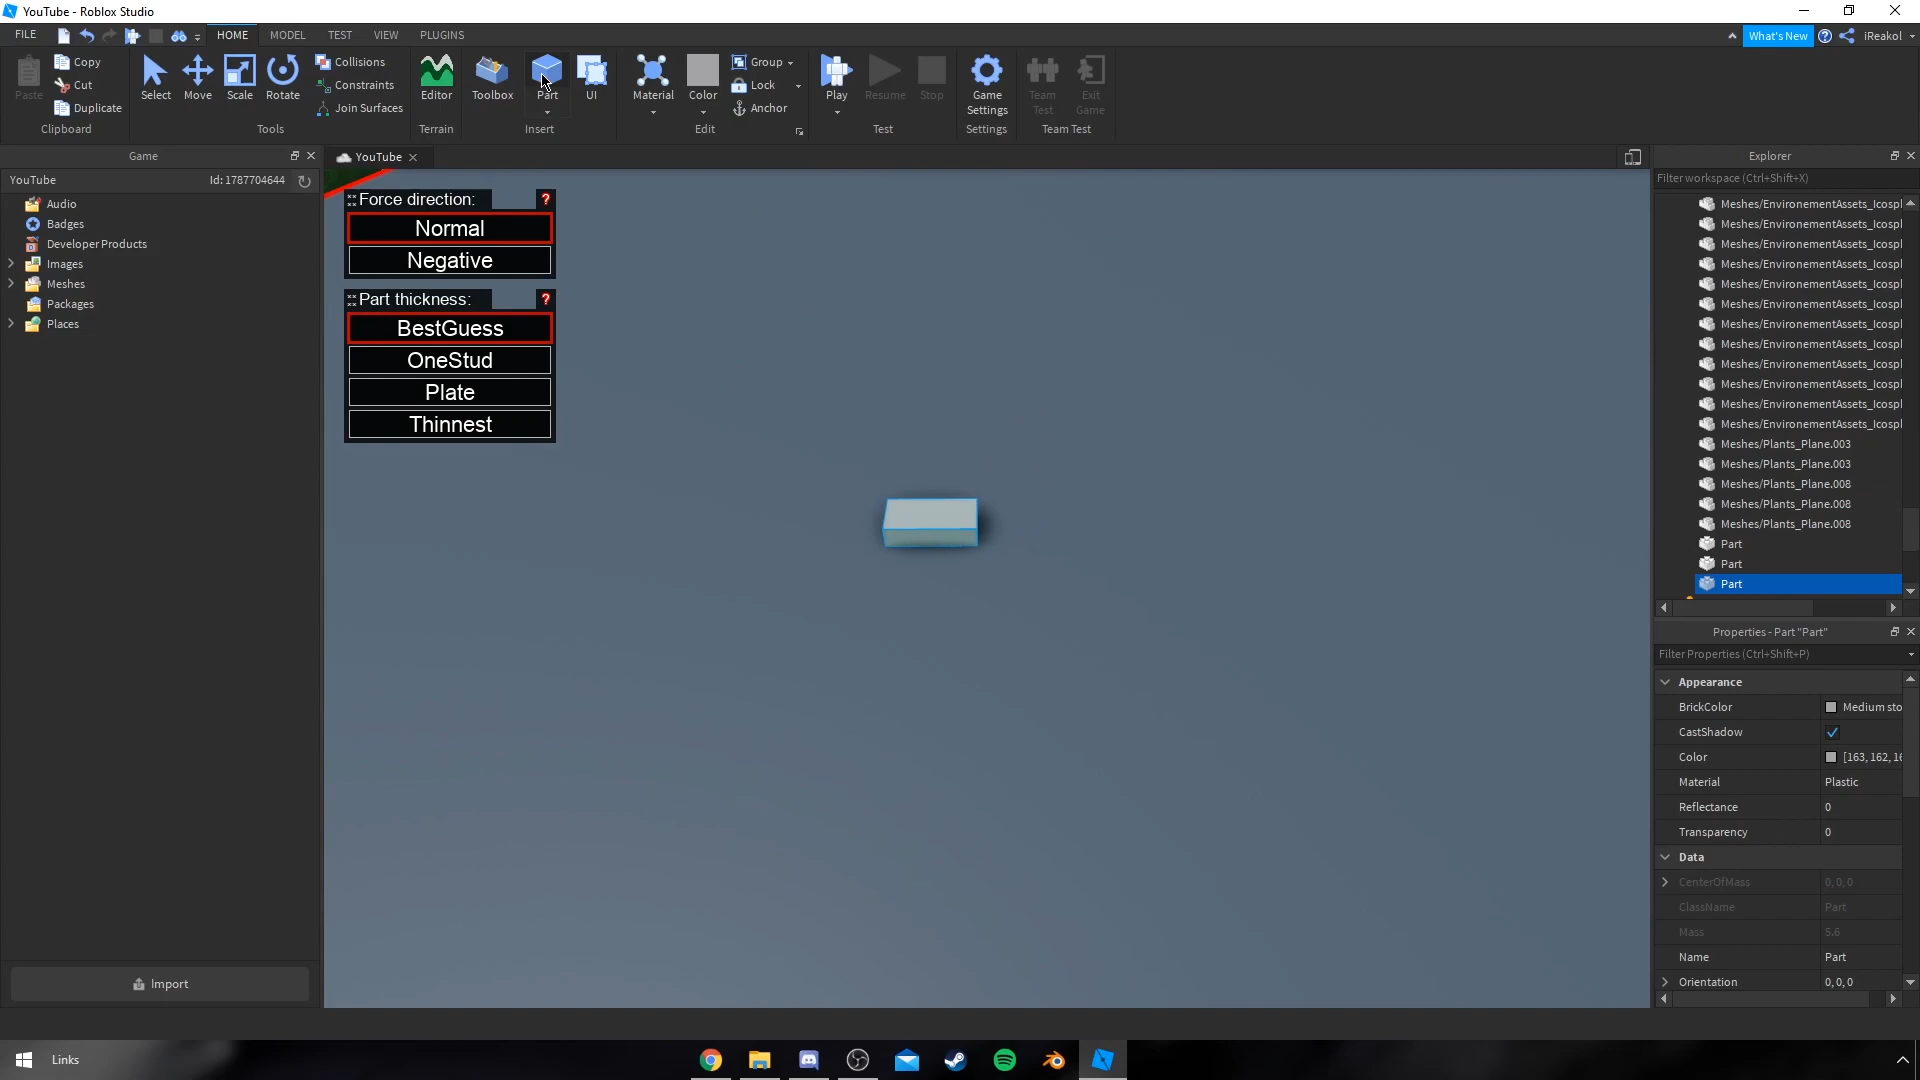 YouTube - Roblox Studio
FILE
HOME
MODEL
TEST
VIEW
PLUGINS
What's New
iReakol
Paste
Copy
Cut
Duplicate
Clipboard
Select
Move
Scale
Rotate
Collisions
Constraints
Join Surfaces
Tools
Editor
Terrain
Toolbox
Part
UI
Insert
Material
Color
Group
Lock
Anchor
Edit
Play
Resume
Stop
Test
Game
Settings
Settings
Team
Test
Exit
Game
Team Test
Game
YouTube
Id: 1787704644
Audio
Badges
Developer Products
Images
Meshes
Packages
Places
Import
YouTube
Force direction:
?
Normal
Negative
Part thickness:
?
BestGuess
OneStud
Plate
Thinnest
Explorer
Filter workspace (Ctrl+Shift+X)
Meshes/EnvironementAssets_Icospl
Meshes/EnvironementAssets_Icospl
Meshes/EnvironementAssets_Icospl
Meshes/EnvironementAssets_Icospl
Meshes/EnvironementAssets_Icospl
Meshes/EnvironementAssets_Icospl
Meshes/EnvironementAssets_Icospl
Meshes/EnvironementAssets_Icospl
Meshes/EnvironementAssets_Icospl
Meshes/EnvironementAssets_Icospl
Meshes/EnvironementAssets_Icospl
Meshes/EnvironementAssets_Icospl
Meshes/Plants_Plane.003
Meshes/Plants_Plane.003
Meshes/Plants_Plane.008
Meshes/Plants_Plane.008
Meshes/Plants_Plane.008
Part
Part
Part
Properties - Part "Part"
Filter Properties (Ctrl+Shift+P)
Appearance
BrickColor Medium sto
CastShadow
Color [163, 162, 16
Material Plastic
Reflectance 0
Transparency 0
Data
CenterOfMass 0, 0, 0
ClassName Part
Mass 5.6
Name Part
Orientation 0, 0, 0
Links